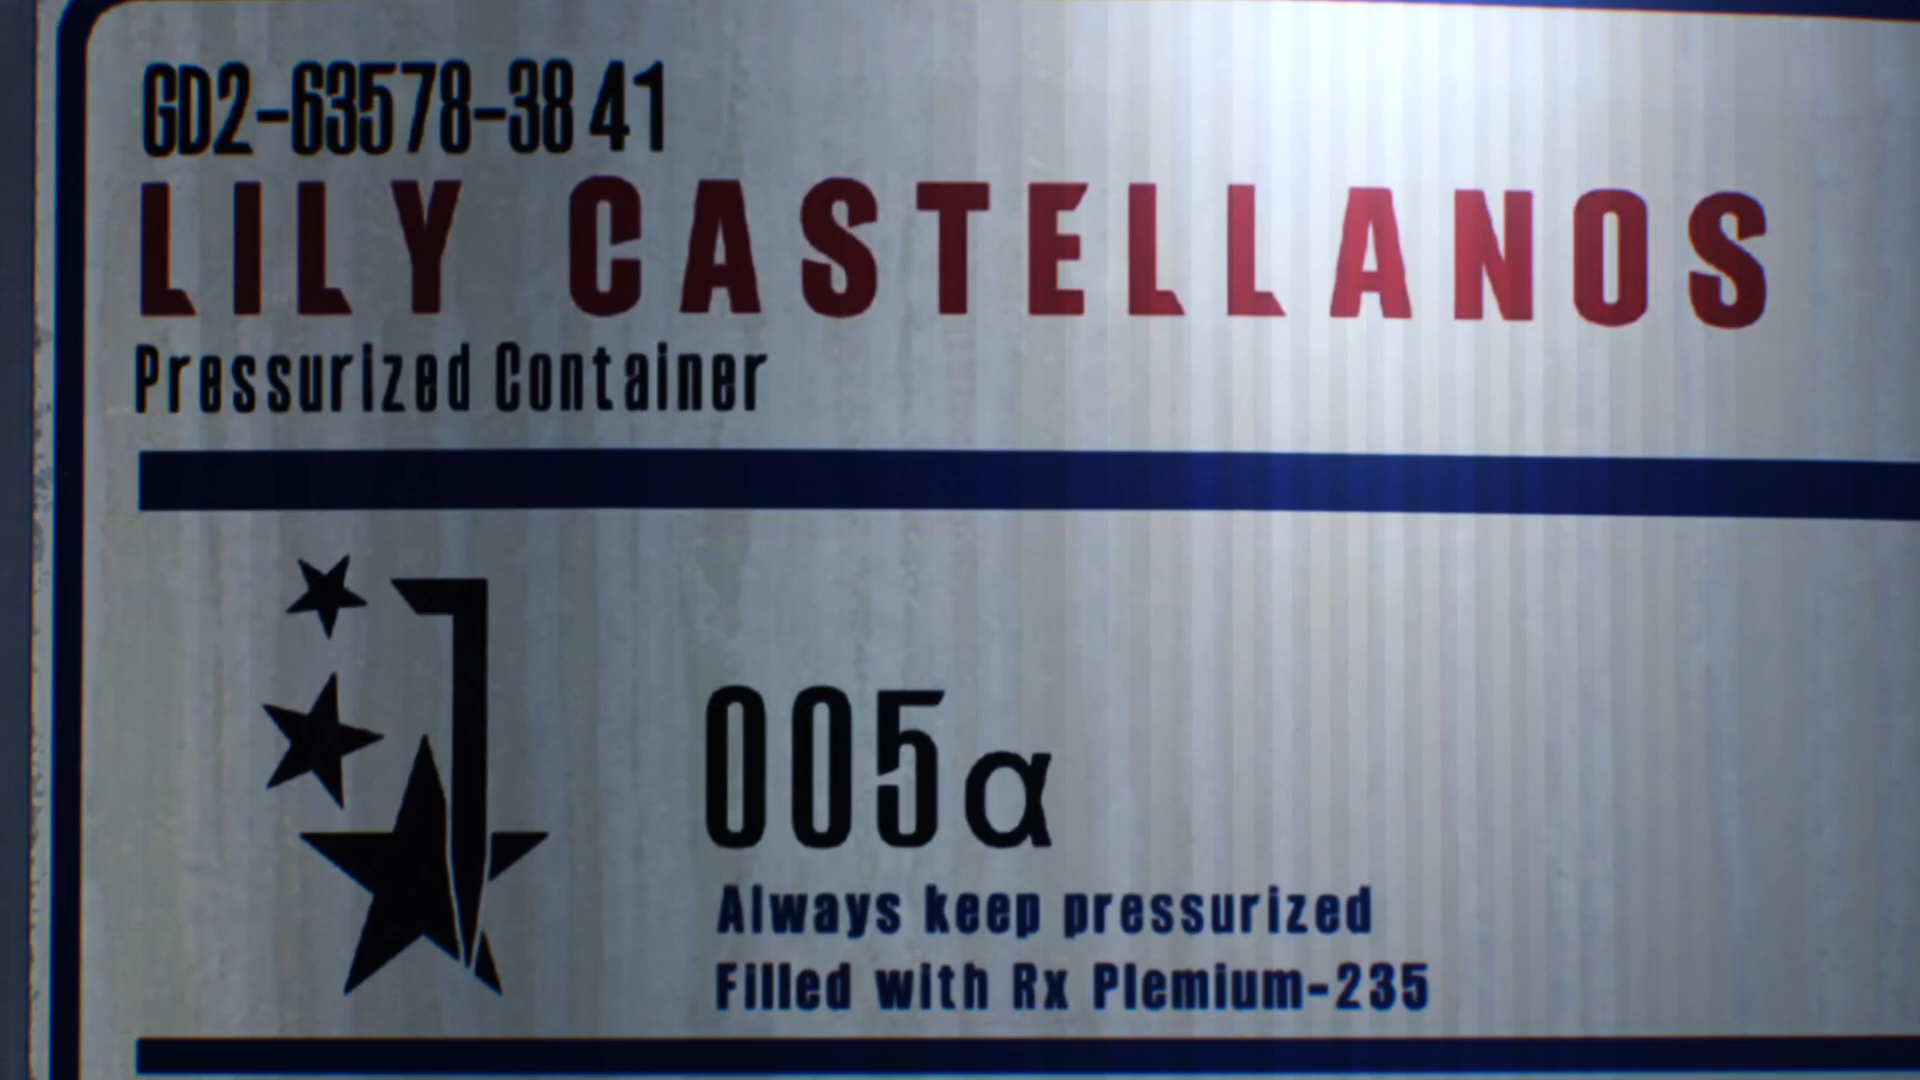 GD2-63578-38 41
LILY CASTELLANOS
Pressurized Container
005α
Always keep pressurized
Filled with Rx Plemium-235